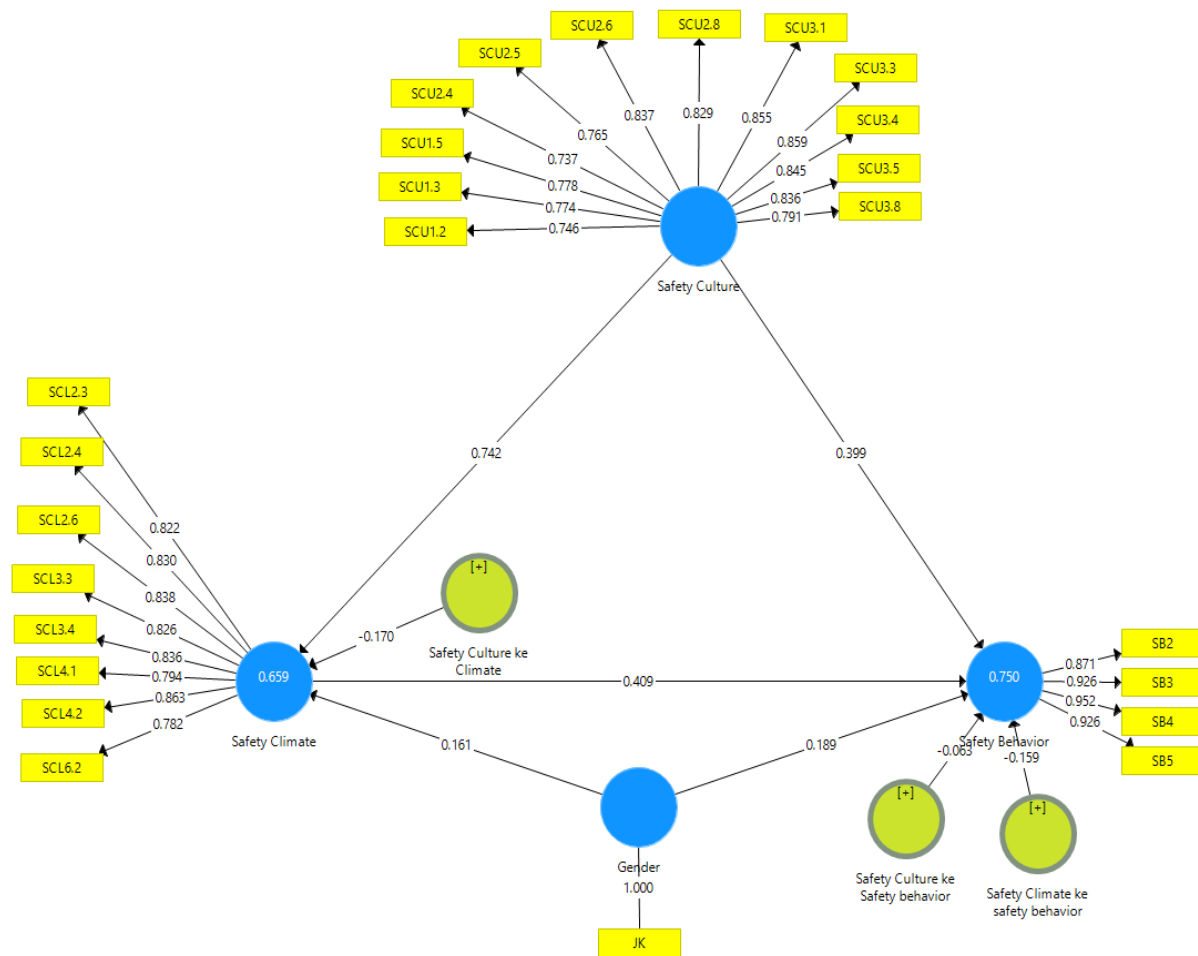 SCU2.8
SCU2.6
SCU3.1
SCU2.5
SCU3.3
SCU2.4
SCU3.4
SCU1.5
SCU3.5
SCU1.3
SCU3.8
SCU1.2
0.837
0.829
0.855
0.765
0.859
0.737
0.845
0.778
0.836
0.774
0.791
0.746
Safety Culture
SCL2.3
SCL2.4
SCL2.6
SCL3.3
SCL3.4
SCL4.1
SCL4.2
SCL6.2
0.822
0.830
0.838
0.826
0.836
0.794
0.863
0.782
0.742
0.399
[+]
-0.170
Safety Culture ke
Climate
0.659
Safety Climate
0.409
0.750
Safety Behavior
0.871
0.926
0.952
0.926
SB2
SB3
SB4
SB5
0.161
0.189
-0.063
-0.159
[+]
Safety Culture ke
Safety behavior
[+]
Safety Climate ke
safety behavior
Gender
1.000
JK